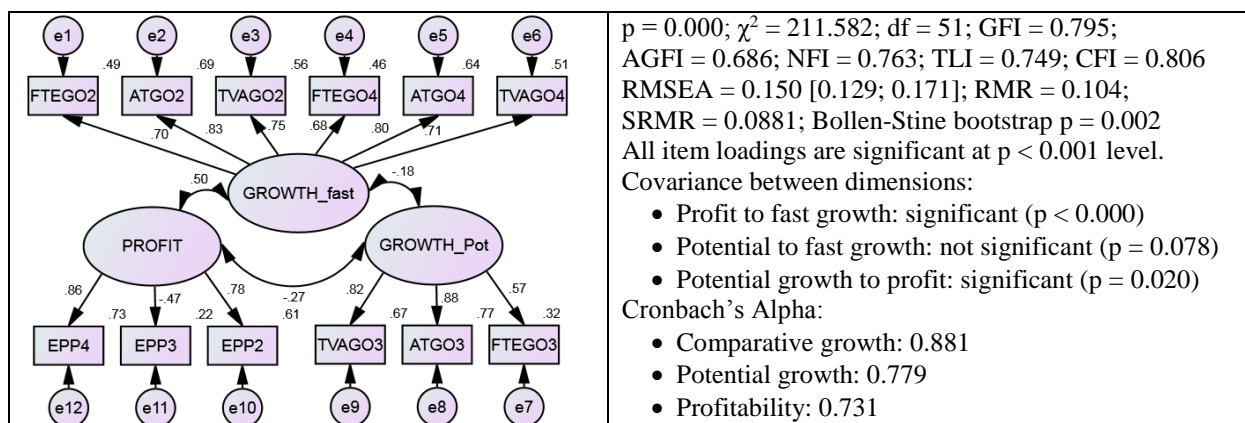 e1 e2 e3 e4 e5 e6
.49 .69 .56 .46 .64 .51
FTEGO2 ATGO2 TVAGO2 FTEGO4 ATGO4 TVAGO4
.70 .83 .75 .68 .80 .71
GROWTH_fast
.50 -.18
PROFIT GROWTH_Pot
-.27
.86 -.47 .78 .82 .88 .57
.73 .22 .61 .67 .77 .32
EPP4 EPP3 EPP2 TVAGO3 ATGO3 FTEGO3
e12 e11 e10 e9 e8 e7
p = 0.000; χ² = 211.582; df = 51; GFI = 0.795;
AGFI = 0.686; NFI = 0.763; TLI = 0.749; CFI = 0.806
RMSEA = 0.150 [0.129; 0.171]; RMR = 0.104;
SRMR = 0.0881; Bollen-Stine bootstrap p = 0.002
All item loadings are significant at p < 0.001 level.
Covariance between dimensions:
• Profit to fast growth: significant (p < 0.000)
• Potential to fast growth: not significant (p = 0.078)
• Potential growth to profit: significant (p = 0.020)
Cronbach's Alpha:
• Comparative growth: 0.881
• Potential growth: 0.779
• Profitability: 0.731